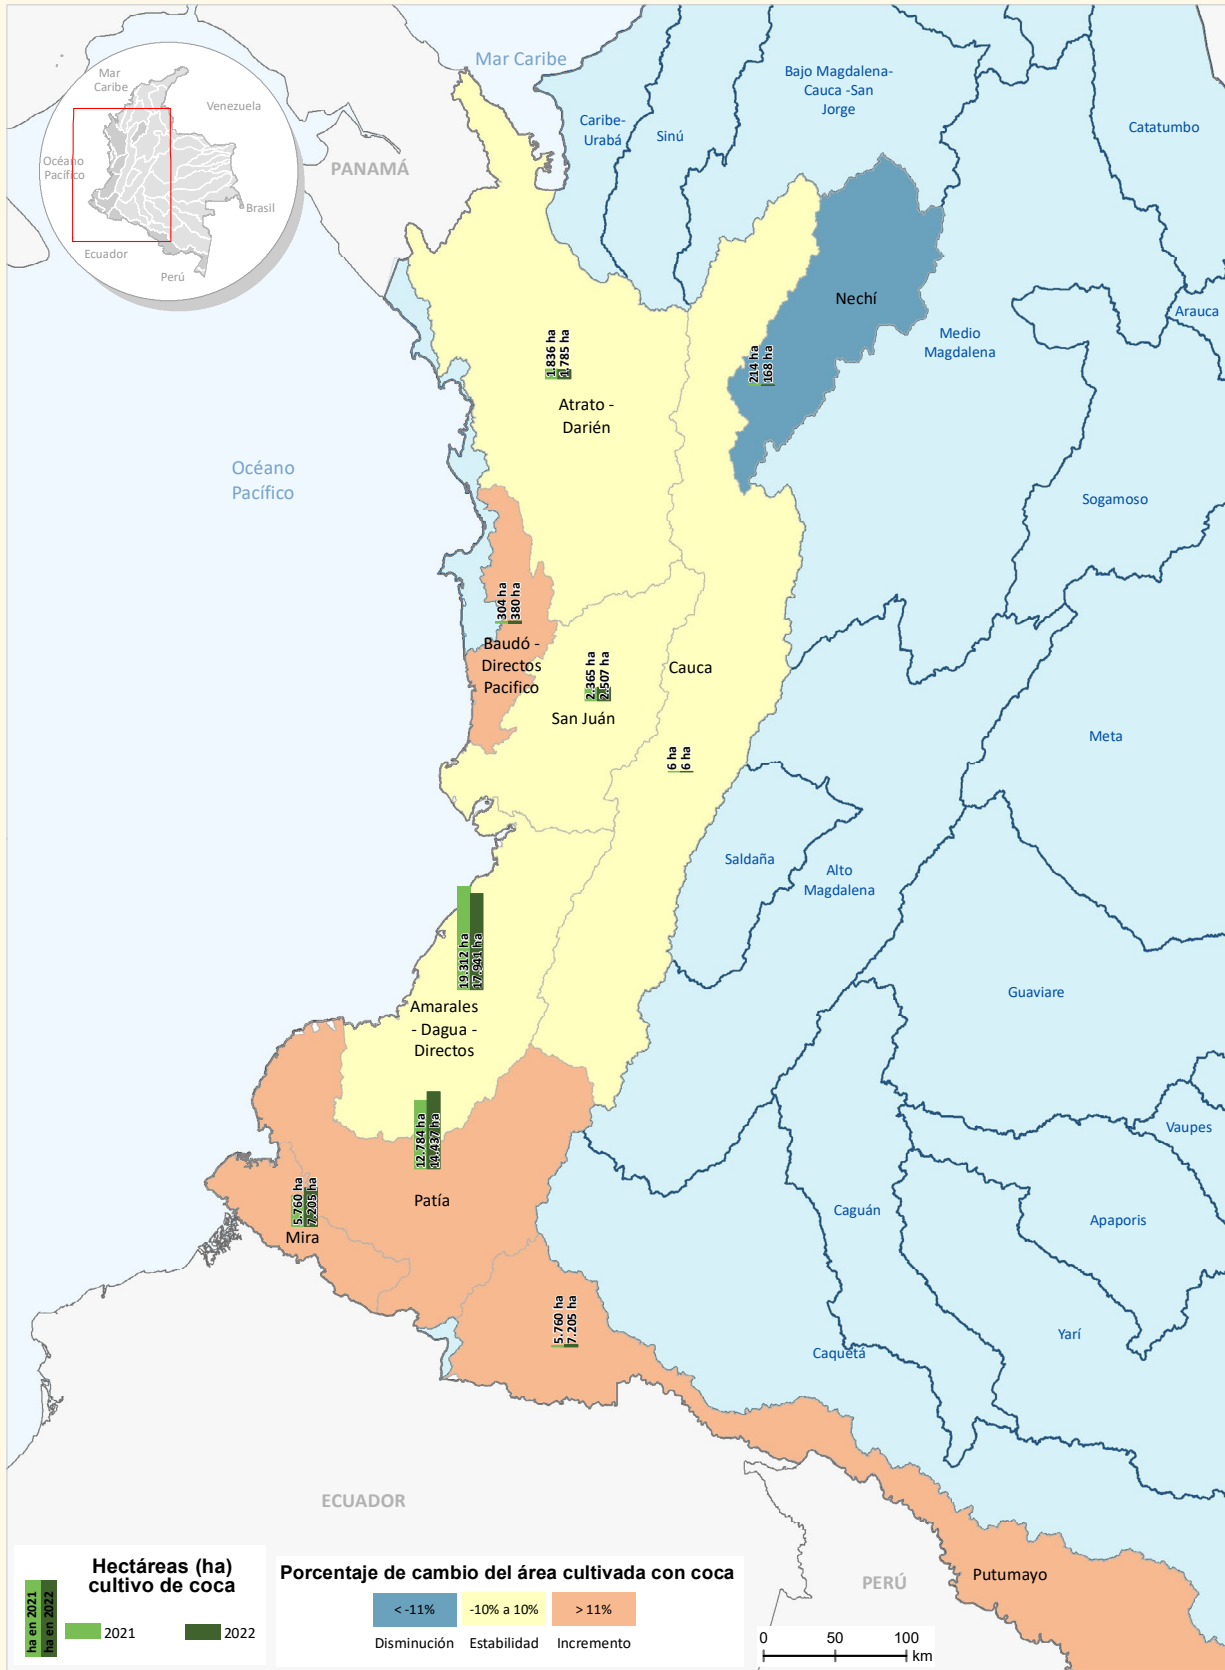 Mar Caribe
Mar
Caribe
Venezuela
Océano
Pacífico
Brasil
Ecuador
Perú
PANAMÁ
Caribe-
Urabá
Sinú
Bajo Magdalena-
Cauca -San
Jorge
Catatumbo
Nechí
214 ha
168 ha
Medio
Magdalena
Arauca
1.836 ha
1.785 ha
Atrato -
Darién
Océano
Pacífico
Sogamoso
304 ha
380 ha
Baudó -
Directos
Pacifico
2.365 ha
2.507 ha
San Juán
Cauca
6 ha
6 ha
Meta
Saldaña
Alto
Magdalena
19.312 ha
17.941 ha
Amarales
- Dagua -
Directos
Guaviare
12.784 ha
14.437 ha
Patía
Vaupes
5.760 ha
7.205 ha
Mira
Caguán
Apaporis
5.760 ha
7.205 ha
Caquetá
Yarí
ECUADOR
PERÚ
Putumayo
Hectáreas (ha)
cultivo de coca
ha en 2021
ha en 2022
2021
2022
Porcentaje de cambio del área cultivada con coca
< -11%
-10% a 10%
> 11%
Disminución
Estabilidad
Incremento
0
50
100
km